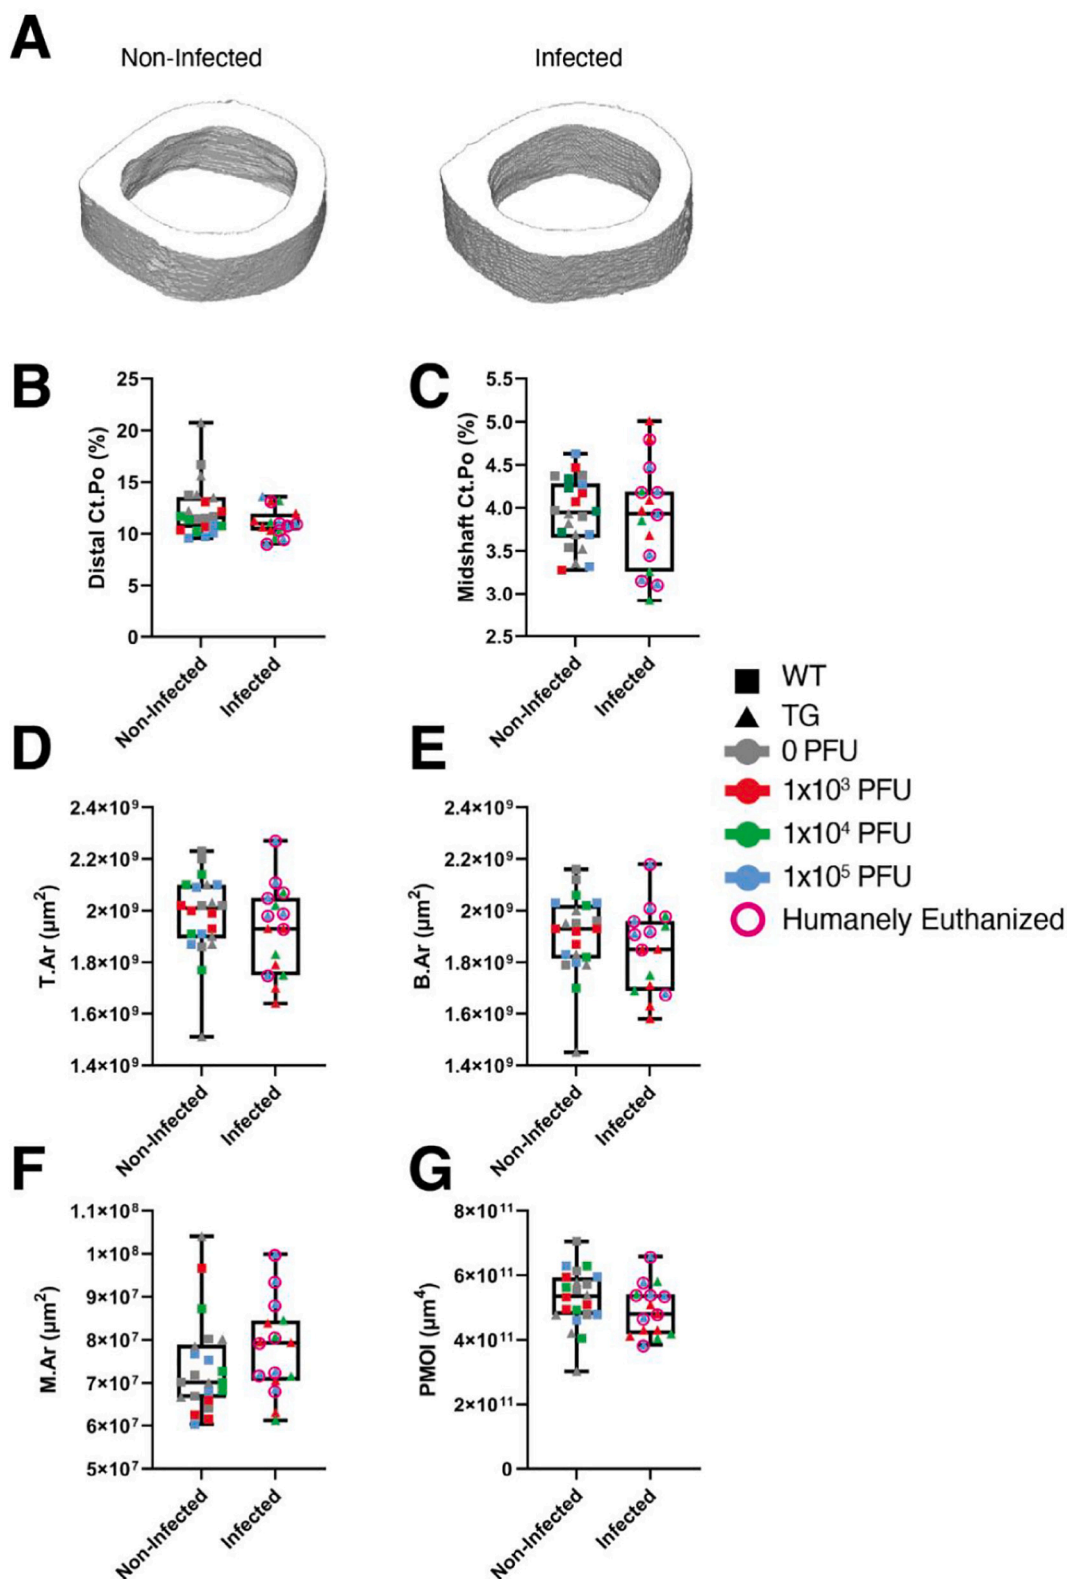 A
Non-Infected
Infected
B
Distal Ct.Po (%)
25
20
15
10
5
0
Non-Infected
Infected
C
Midshaft Ct.Po (%)
5.5
5.0
4.5
4.0
3.5
3.0
2.5
Non-Infected
Infected
WT
TG
0 PFU
1x10³ PFU
1x10⁴ PFU
1x10⁵ PFU
Humanely Euthanized
D
T.Ar (μm²)
2.4×10⁹
2.2×10⁹
2×10⁹
1.8×10⁹
1.6×10⁹
1.4×10⁹
Non-Infected
Infected
E
B.Ar (μm²)
2.4×10⁹
2.2×10⁹
2×10⁹
1.8×10⁹
1.6×10⁹
1.4×10⁹
Non-Infected
Infected
F
M.Ar (μm²)
1.1×10⁸
1×10⁸
9×10⁷
8×10⁷
7×10⁷
6×10⁷
5×10⁷
Non-Infected
Infected
G
PMOI (μm⁴)
8×10¹¹
6×10¹¹
4×10¹¹
2×10¹¹
0
Non-Infected
Infected